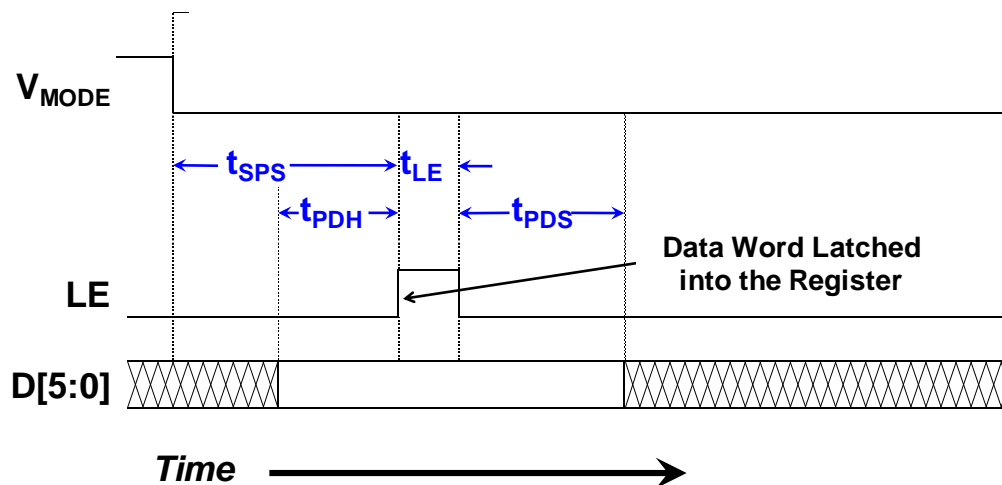 VMODE
tSPS
tLE
tPDH
tPDS
Data Word Latched
into the Register
LE
D[5:0]
Time